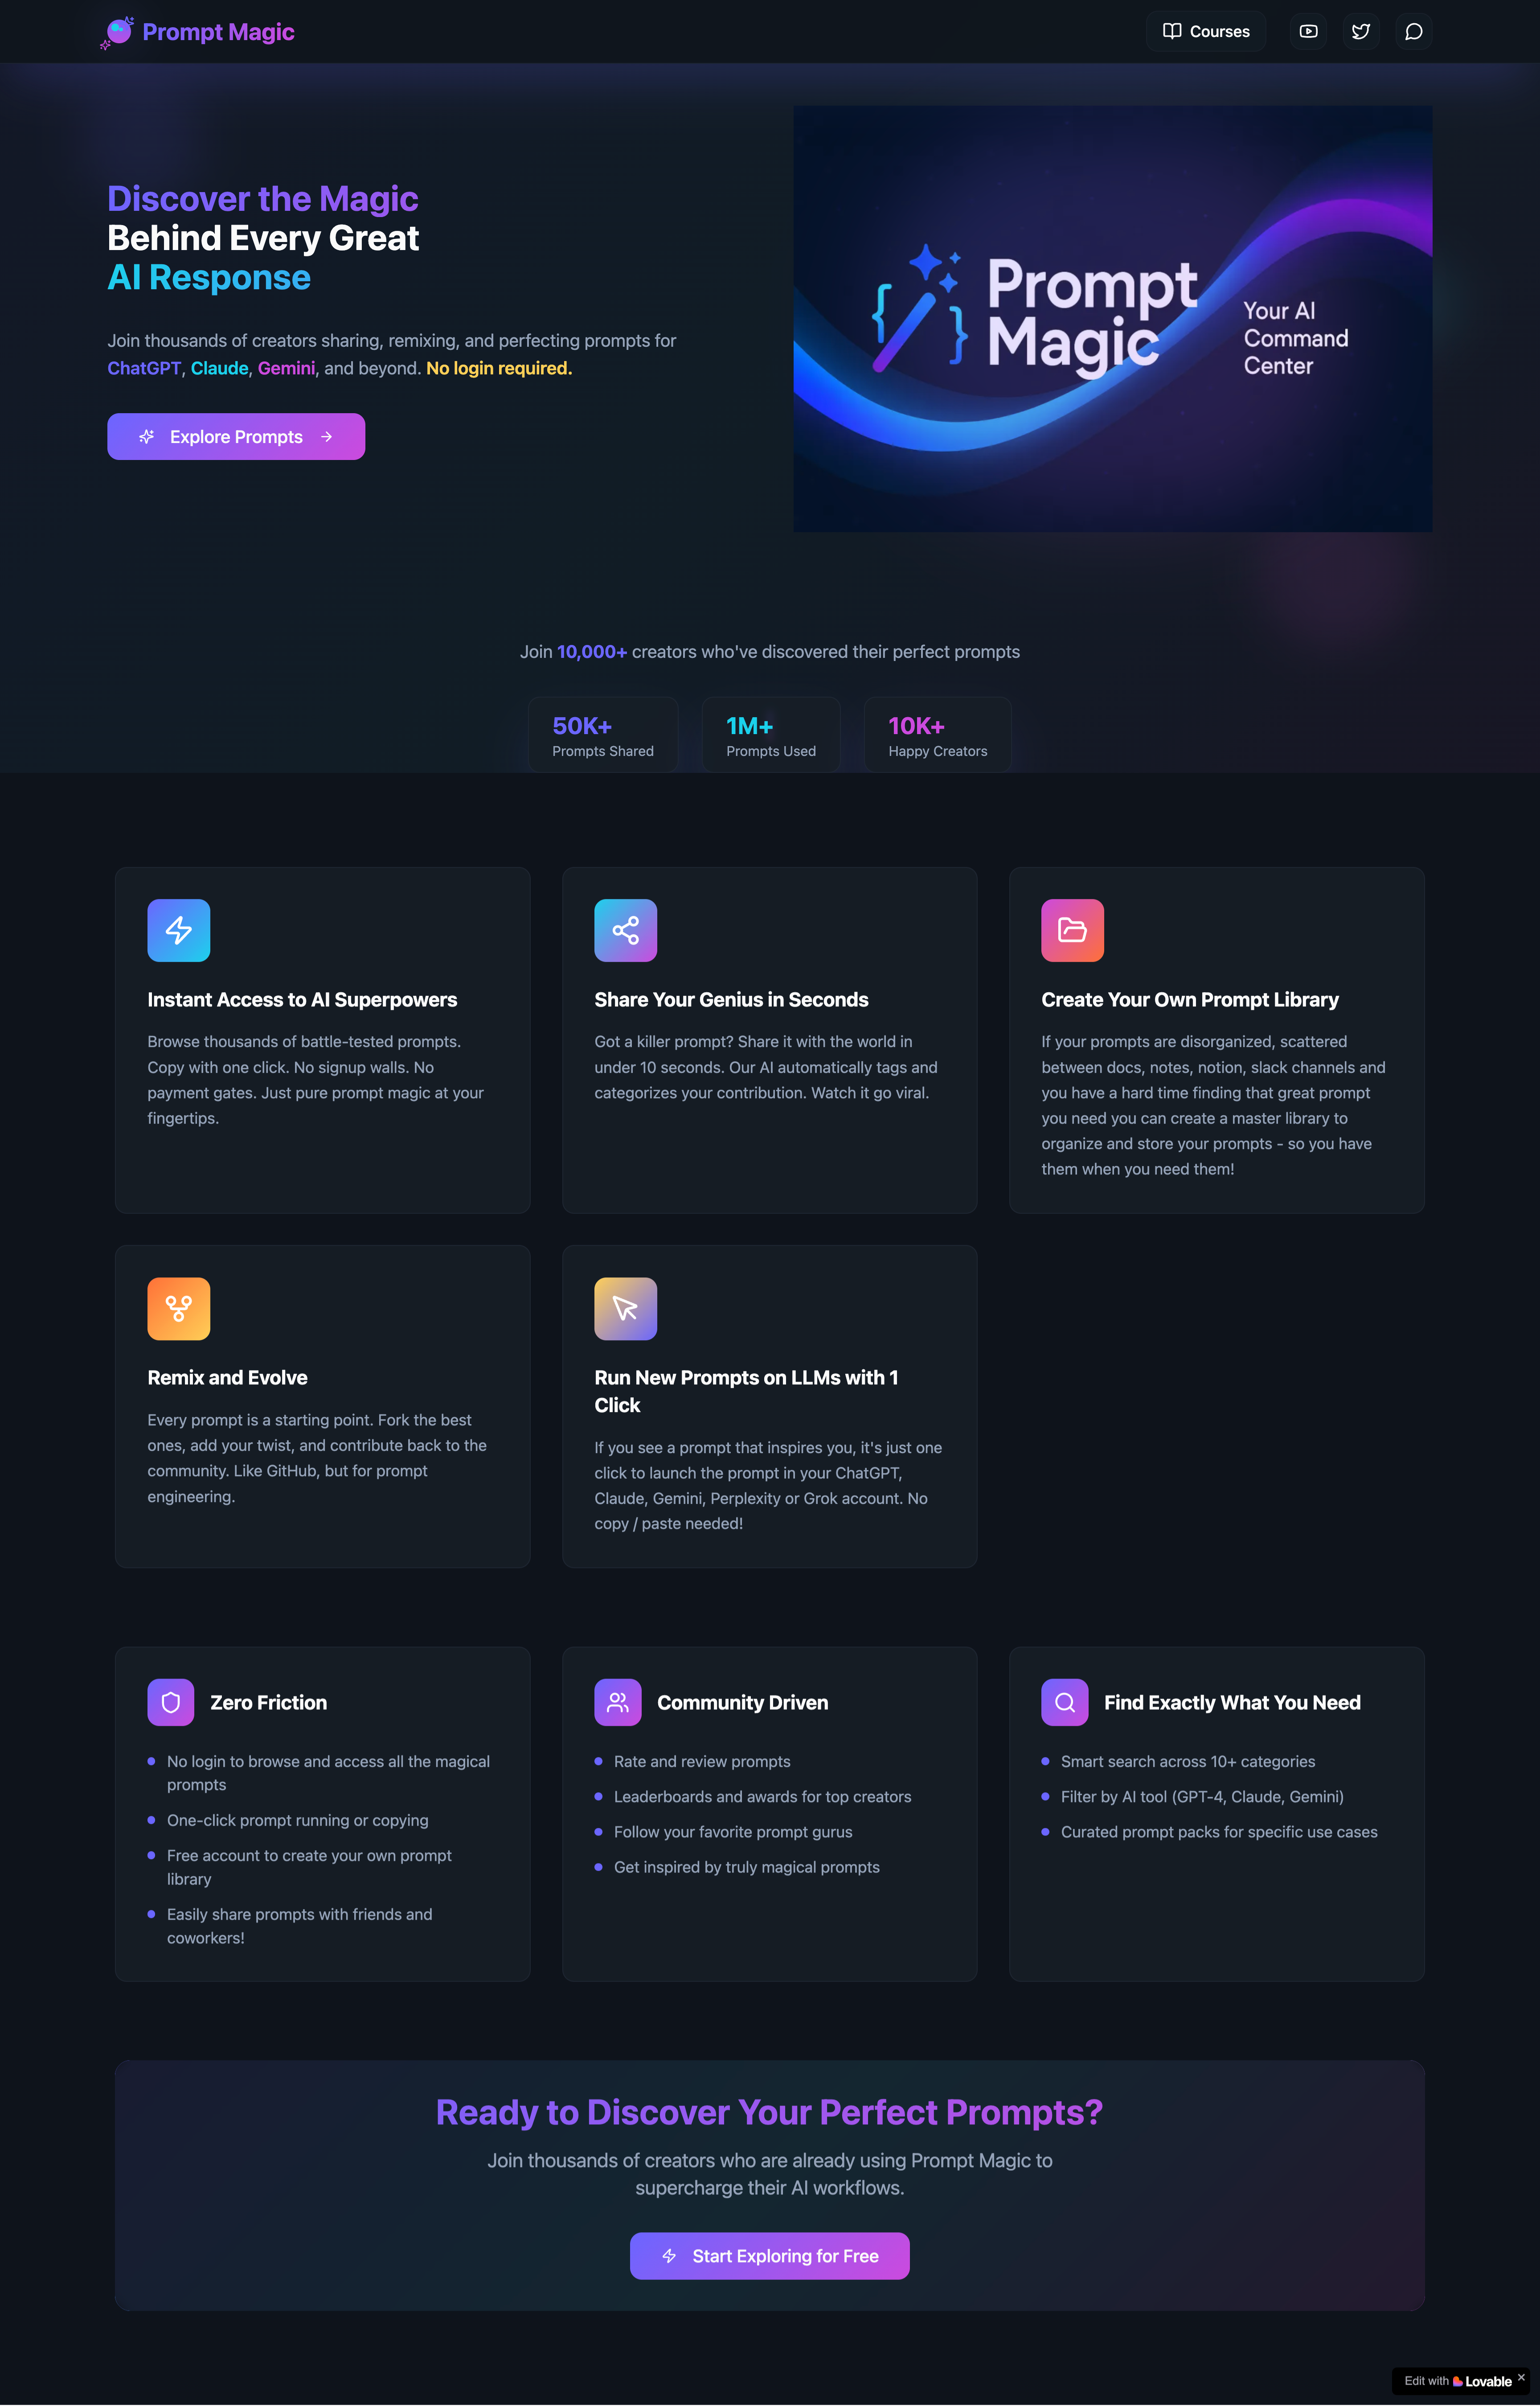 Prompt Magic
Courses
Discover the Magic
Behind Every Great
AI Response
Join thousands of creators sharing, remixing, and perfecting prompts for
ChatGPT, Claude, Gemini, and beyond. No login required.
Explore Prompts
Prompt
Magic
Your AI
Command
Center
Join 10,000+ creators who've discovered their perfect prompts
50K+
Prompts Shared
1M+
Prompts Used
10K+
Happy Creators
Instant Access to AI Superpowers
Browse thousands of battle-tested prompts.
Copy with one click. No signup walls. No
payment gates. Just pure prompt magic at your
fingertips.
Share Your Genius in Seconds
Got a killer prompt? Share it with the world in
under 10 seconds. Our AI automatically tags and
categorizes your contribution. Watch it go viral.
Create Your Own Prompt Library
If your prompts are disorganized, scattered
between docs, notes, notion, slack channels and
you have a hard time finding that great prompt
you need you can create a master library to
organize and store your prompts - so you have
them when you need them!
Remix and Evolve
Every prompt is a starting point. Fork the best
ones, add your twist, and contribute back to the
community. Like GitHub, but for prompt
engineering.
Run New Prompts on LLMs with 1
Click
If you see a prompt that inspires you, it's just one
click to launch the prompt in your ChatGPT,
Claude, Gemini, Perplexity or Grok account. No
copy / paste needed!
Zero Friction
No login to browse and access all the magical
prompts
One-click prompt running or copying
Free account to create your own prompt
library
Easily share prompts with friends and
coworkers!
Community Driven
Rate and review prompts
Leaderboards and awards for top creators
Follow your favorite prompt gurus
Get inspired by truly magical prompts
Find Exactly What You Need
Smart search across 10+ categories
Filter by AI tool (GPT-4, Claude, Gemini)
Curated prompt packs for specific use cases
Ready to Discover Your Perfect Prompts?
Join thousands of creators who are already using Prompt Magic to
supercharge their AI workflows.
Start Exploring for Free
Edit with Lovable